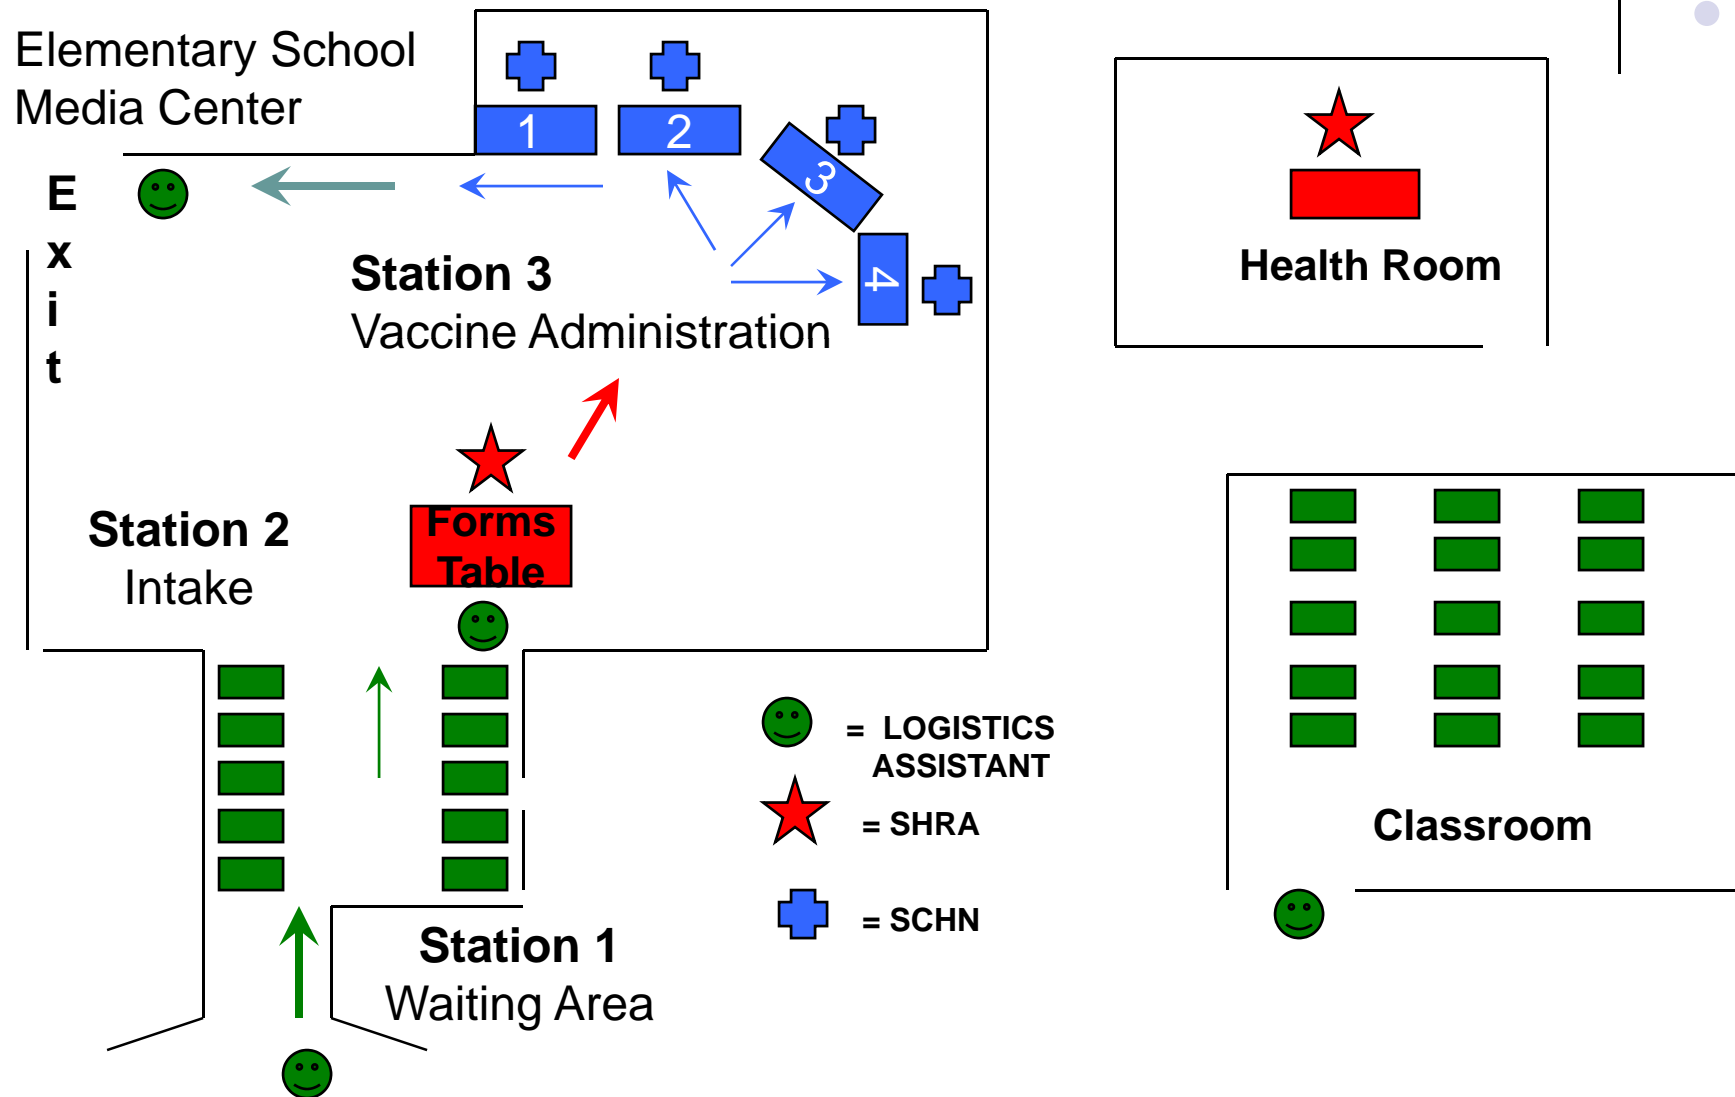 Elementary School
Media Center
1
2
3
4
E
x
i
t
Station 3
Vaccine Administration
Health Room
Station 2
Intake
Forms
Table
= LOGISTICS
ASSISTANT
= SHRA
= SCHN
Classroom
Station 1
Waiting Area